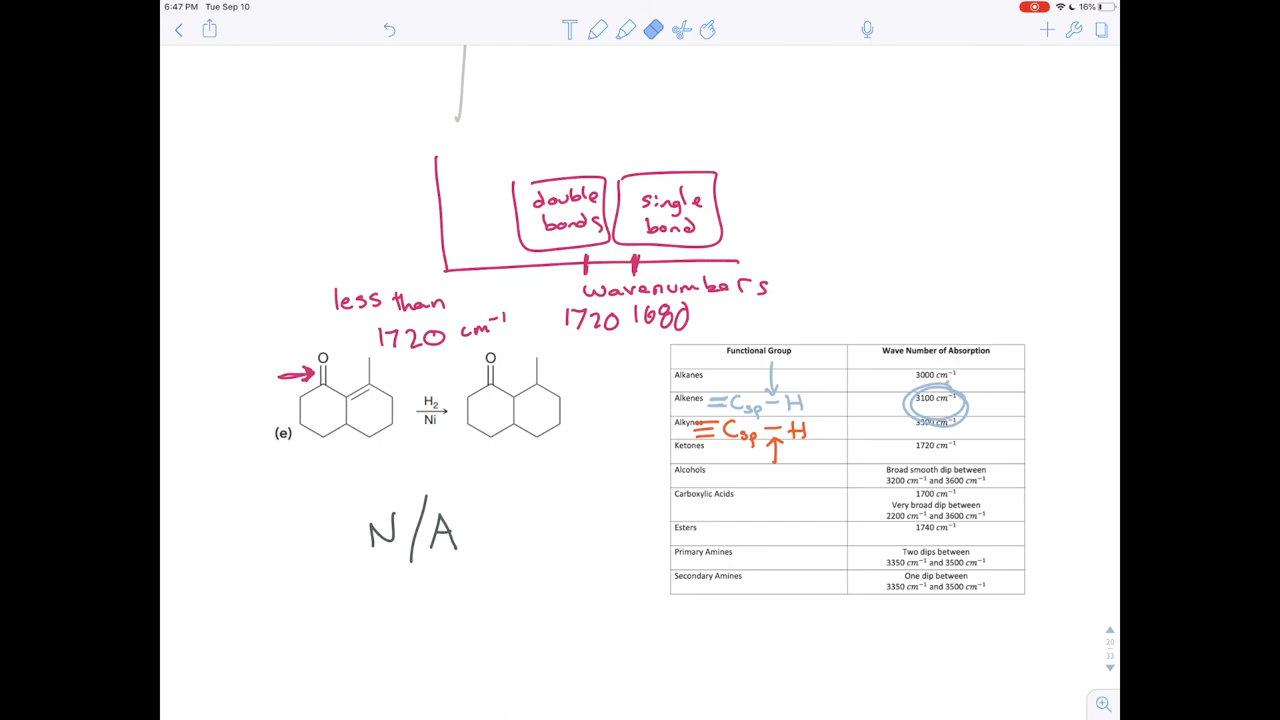 6:47 PM Tue Sep 10
16%
T
double
bonds
single
bond
wavenumbers
1720 1680
less than
1720 cm⁻¹
O
O
H₂
Ni
(e)
N/A
Functional Group Wave Number of Absorption
Alkanes 3000 cm⁻¹
Alkenes =Csp–H 3100 cm⁻¹
Alkynes ≡Csp–H 3300 cm⁻¹
Ketones 1720 cm⁻¹
Alcohols Broad smooth dip between
3200 cm⁻¹ and 3600 cm⁻¹
Carboxylic Acids 1700 cm⁻¹
Very broad dip between
2200 cm⁻¹ and 3600 cm⁻¹
Esters 1740 cm⁻¹
Primary Amines Two dips between
3350 cm⁻¹ and 3500 cm⁻¹
Secondary Amines One dip between
3350 cm⁻¹ and 3500 cm⁻¹
20
33